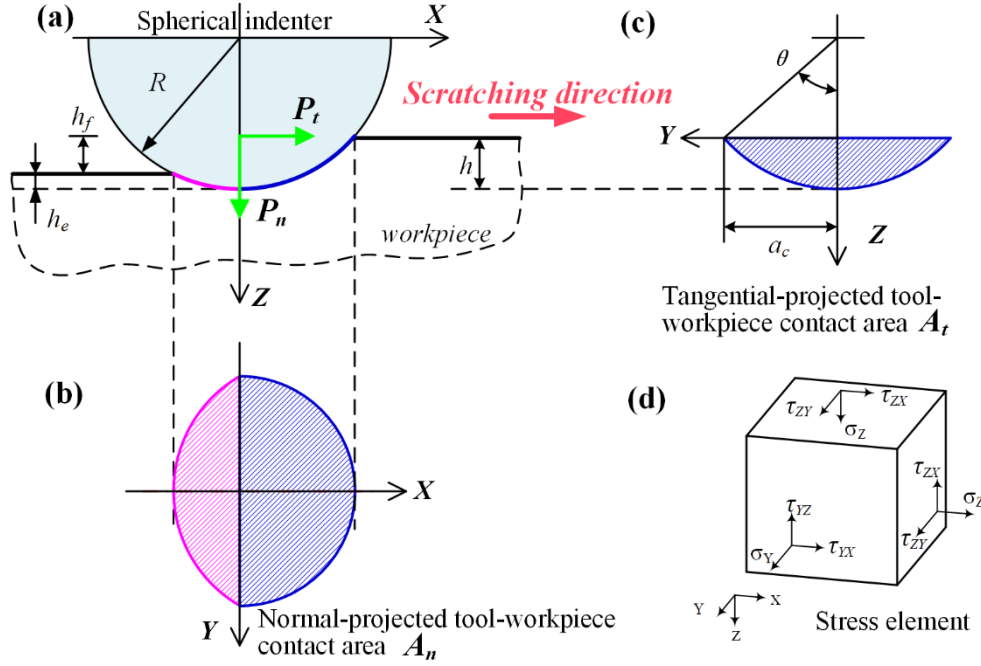 (a)
Spherical indenter
X
R
h_f
P_t
Scratching direction
h
h_e
P_n
workpiece
Z
(c)
θ
Y
a_c
Z
Tangential-projected tool-
workpiece contact area A_t
(b)
X
Y
Normal-projected tool-workpiece
contact area A_n
(d)
τ_ZY
τ_ZX
σ_Z
τ_ZX
σ_Z
τ_ZY
τ_YZ
τ_YX
σ_Y
Y
X
Z
Stress element